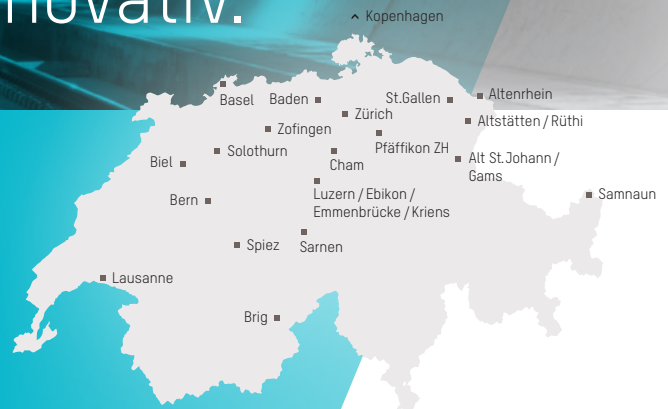 novativ.
^ Kopenhagen
Basel
Baden
St.Gallen
Altenrhein
Zürich
Altstätten / Rüthi
Zofingen
Pfäffikon ZH
Solothurn
Biel
Cham
Alt St.Johann /
Gams
Luzern / Ebikon /
Emmenbrücke / Kriens
Samnaun
Bern
Spiez
Sarnen
Lausanne
Brig